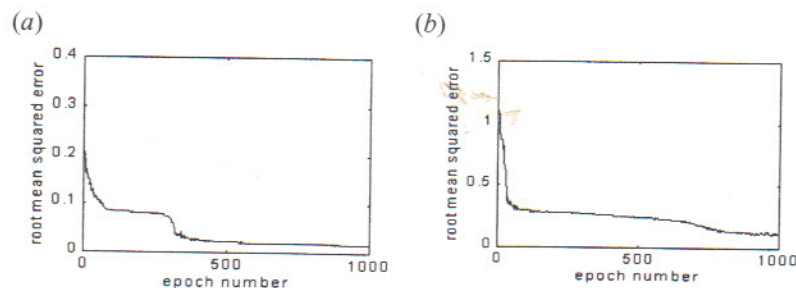 (a)
0.4
0.3
0.2
0.1
0
root mean squared error
0
500
1000
epoch number
(b)
1.5
1
0.5
0
root mean squared error
0
500
1000
epoch number